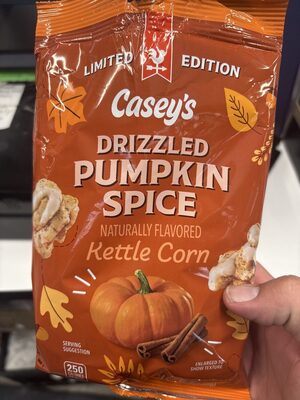 LIMITED EDITION
Casey's
DRIZZLED
PUMPKIN
SPICE
NATURALLY FLAVORED
Kettle Corn
SERVING
SUGGESTION
ENLARGED TO
SHOW TEXTURE
250